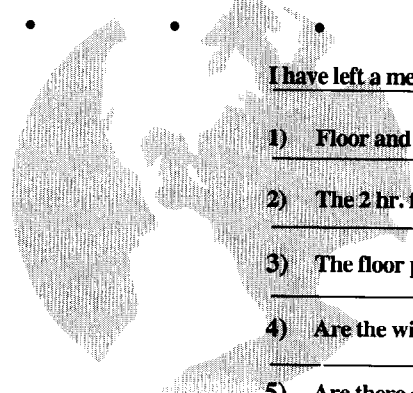 I have left a me
1) Floor and
2) The 2 hr. f
3) The floor p
4) Are the wi
5) Are there